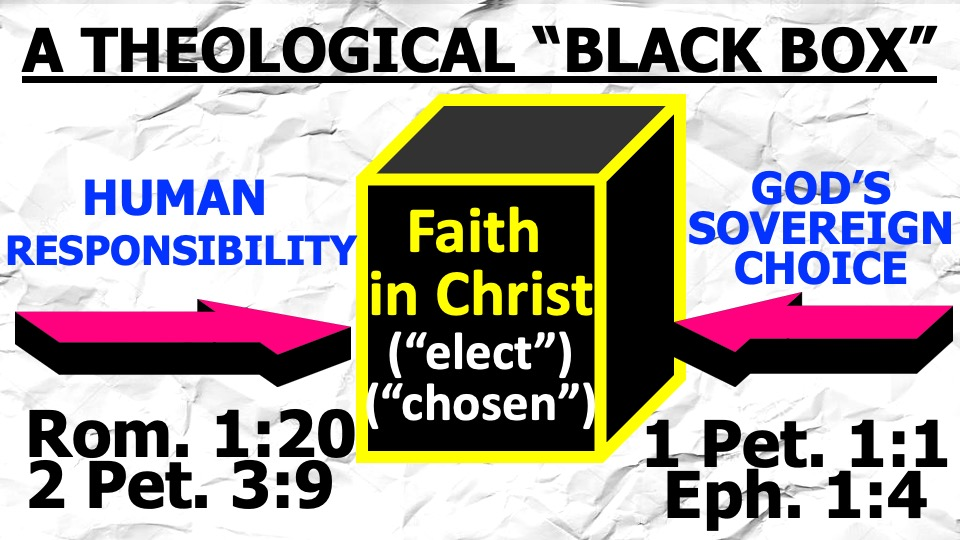 A THEOLOGICAL “BLACK BOX”
HUMAN
RESPONSIBILITY
Faith
in Christ
(“elect”)
(“chosen”)
GOD’S
SOVEREIGN
CHOICE
Rom. 1:20
2 Pet. 3:9
1 Pet. 1:1
Eph. 1:4